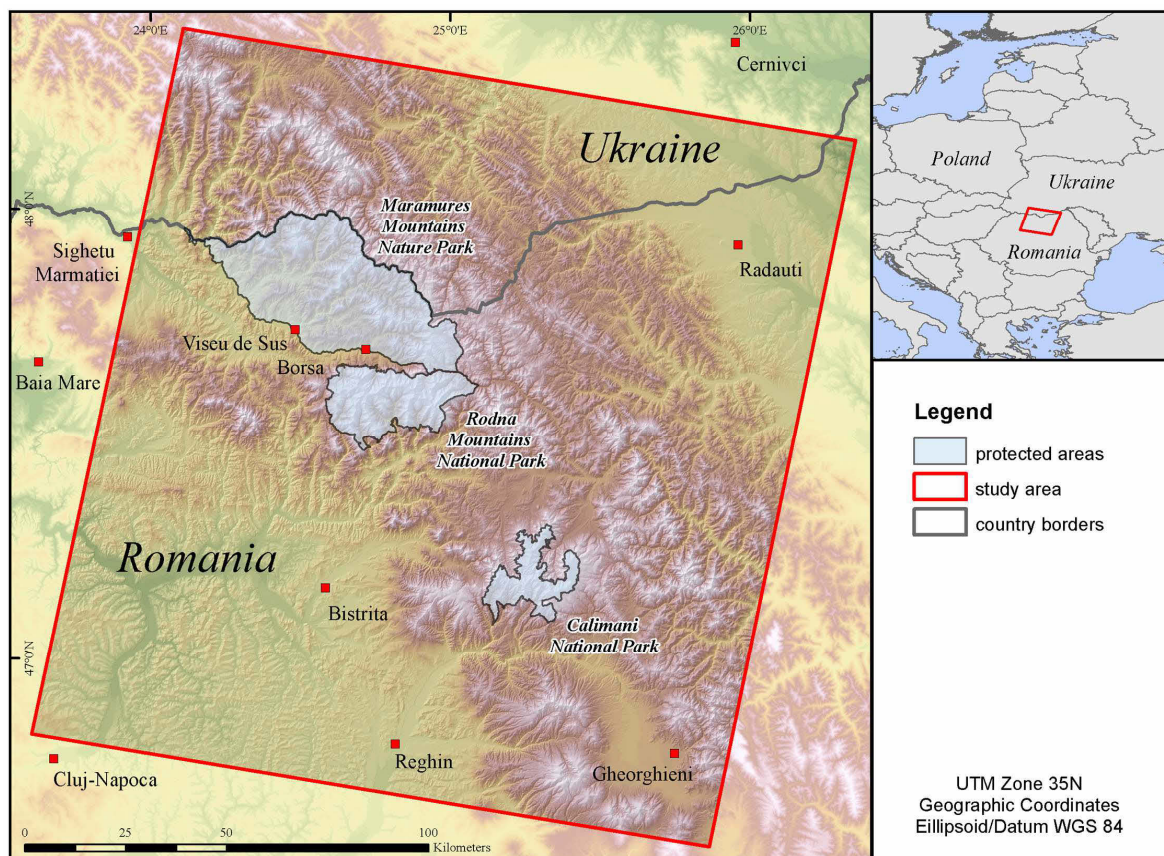 24°0'E
25°0'E
26°0'E
Cernivci
Ukraine
48°0'N
Maramures
Mountains
Nature Park
Sighetu
Marmatiei
Radauti
Viseu de Sus
Borsa
Baia Mare
Rodna
Mountains
National Park
Romania
Bistrita
Calimani
National Park
47°0'N
Reghin
Gheorghieni
Cluj-Napoca
0 25 50 100
Kilometers
Poland
Ukraine
Romania
Legend
protected areas
study area
country borders
UTM Zone 35N
Geographic Coordinates
Eillipsoid/Datum WGS 84